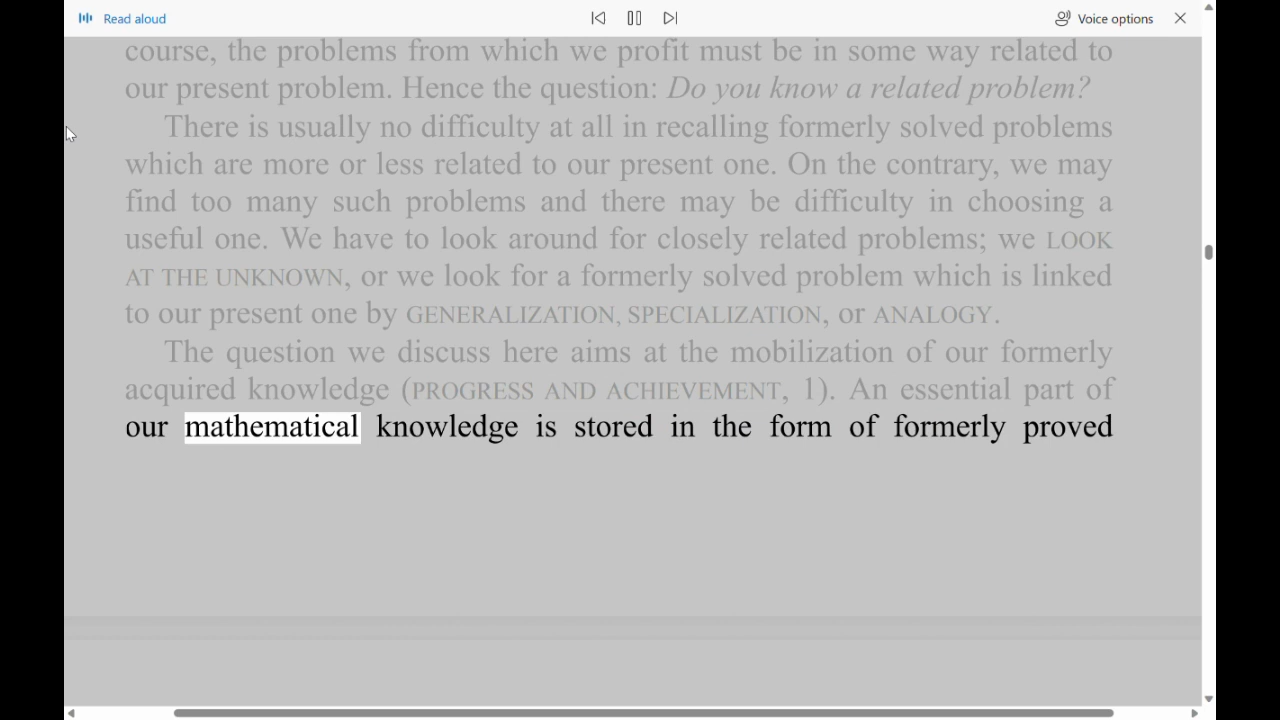 Read aloud
Voice options
course, the problems from which we profit must be in some way related to
our present problem. Hence the question: Do you know a related problem?
There is usually no difficulty at all in recalling formerly solved problems
which are more or less related to our present one. On the contrary, we may
find too many such problems and there may be difficulty in choosing a
useful one. We have to look around for closely related problems; we LOOK
AT THE UNKNOWN, or we look for a formerly solved problem which is linked
to our present one by GENERALIZATION, SPECIALIZATION, or ANALOGY.
The question we discuss here aims at the mobilization of our formerly
acquired knowledge (PROGRESS AND ACHIEVEMENT, 1). An essential part of
our mathematical knowledge is stored in the form of formerly proved